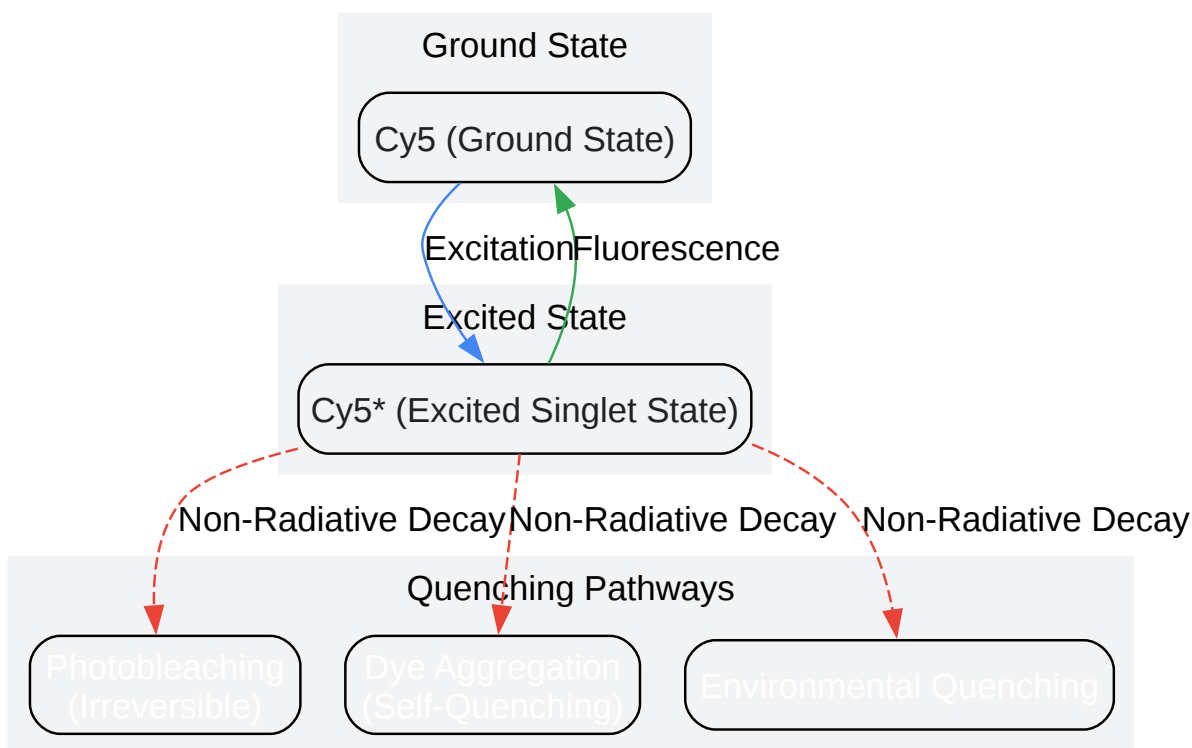 Ground State
Cy5 (Ground State)
Excitation
Fluorescence
Excited State
Cy5* (Excited Singlet State)
Non-Radiative Decay
Non-Radiative Decay
Non-Radiative Decay
Quenching Pathways
Photobleaching
(Irreversible)
Dye Aggregation
(Self-Quenching)
Environmental Quenching